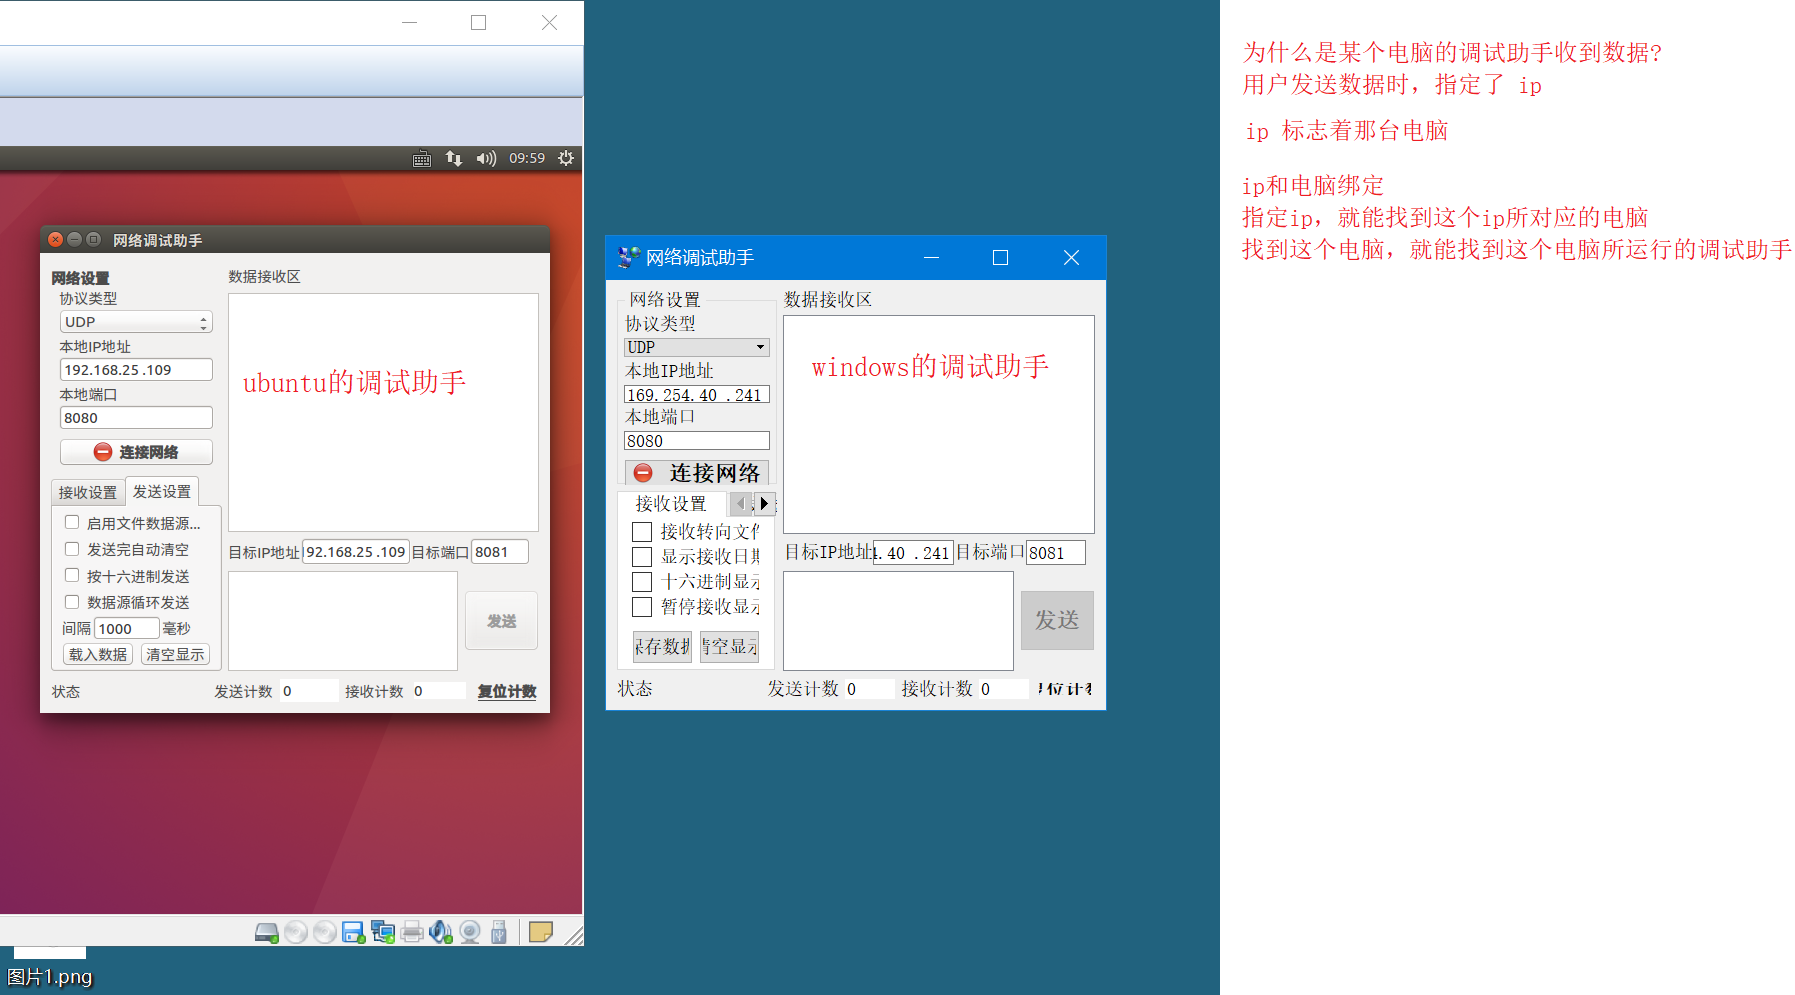 09:59
网络调试助手
网络设置
协议类型
UDP
本地IP地址
192.168.25 .109
本地端口
8080
连接网络
接收设置
发送设置
启用文件数据源...
发送完自动清空
按十六进制发送
数据源循环发送
间隔 1000 毫秒
载入数据 清空显示
数据接收区
ubuntu的调试助手
目标IP地址 92.168.25 .109 目标端口 8081
发送
状态 发送计数 0 接收计数 0 复位计数
图片1.png
网络调试助手
网络设置
协议类型
UDP
本地IP地址
169.254.40 .241
本地端口
8080
连接网络
接收设置
接收转向文件
显示接收日期
十六进制显示
暂停接收显示
保存数据 清空显示
数据接收区
windows的调试助手
目标IP地址 .40 .241 目标端口 8081
发送
状态 发送计数 0 接收计数 0 复位计数
为什么是某个电脑的调试助手收到数据?
用户发送数据时，指定了 ip
ip 标志着那台电脑
ip和电脑绑定
指定ip，就能找到这个ip所对应的电脑
找到这个电脑，就能找到这个电脑所运行的调试助手